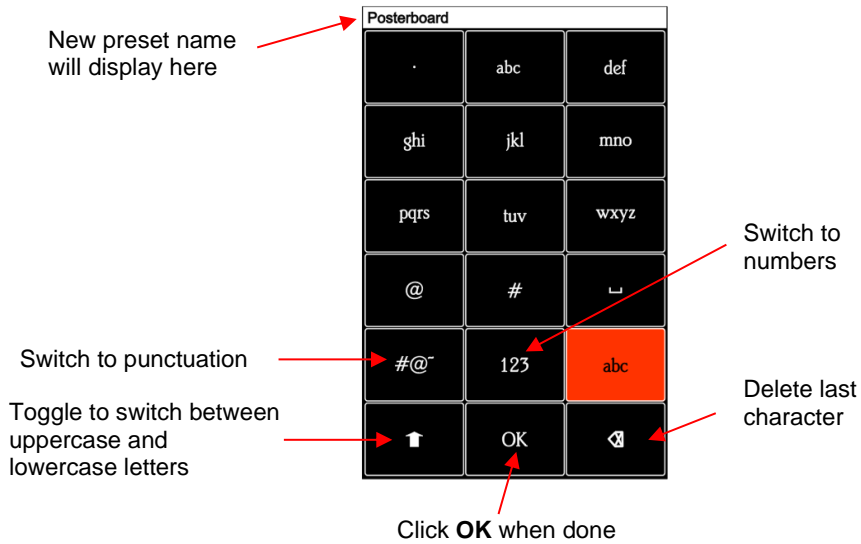 Posterboard
New preset name
will display here
. abc def
ghi jkl mno
pqrs tuv wxyz
Switch to
numbers
@ # ⎵
Switch to punctuation
#@~ 123 abc
Delete last
character
Toggle to switch between
uppercase and
lowercase letters
OK
Click OK when done